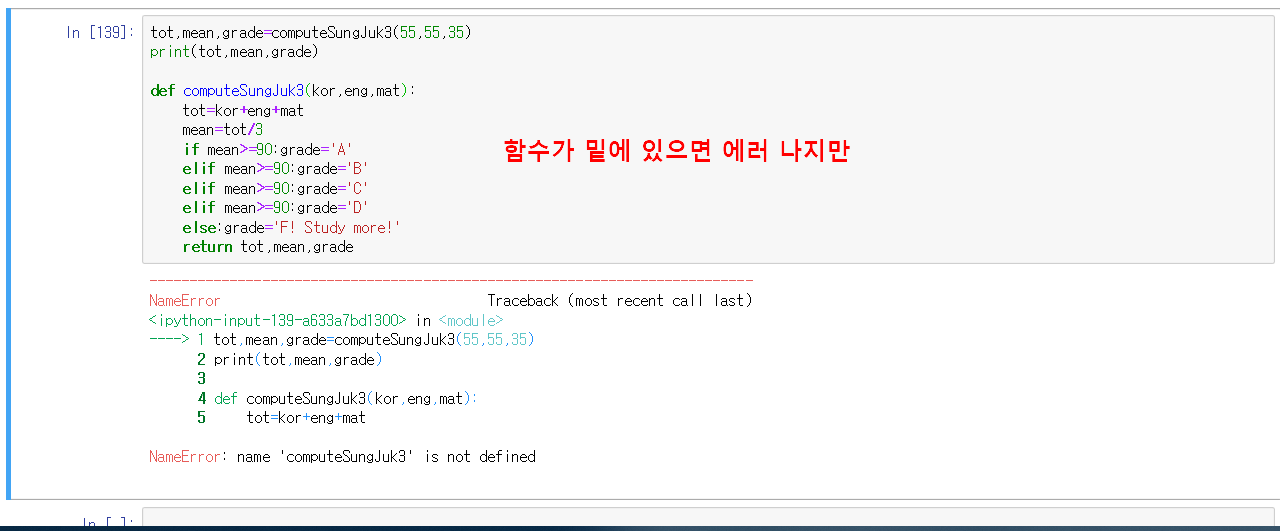 In [139]:
tot,mean,grade=computeSungJuk3(55,55,35)
print(tot,mean,grade)
def computeSungJuk3(kor,eng,mat):
tot=kor+eng+mat
mean=tot/3
if mean>=90:grade='A'
elif mean>=90:grade='B'
elif mean>=90:grade='C'
elif mean>=90:grade='D'
else:grade='F! Study more!'
return tot,mean,grade
함수가 밑에 있으면 에러 나지만
---------------------------------------------------------------------------
NameError Traceback (most recent call last)
<ipython-input-139-a633a7bd1300> in <module>
----> 1 tot,mean,grade=computeSungJuk3(55,55,35)
2 print(tot,mean,grade)
3
4 def computeSungJuk3(kor,eng,mat):
5 tot=kor+eng+mat
NameError: name 'computeSungJuk3' is not defined
In [ ]: